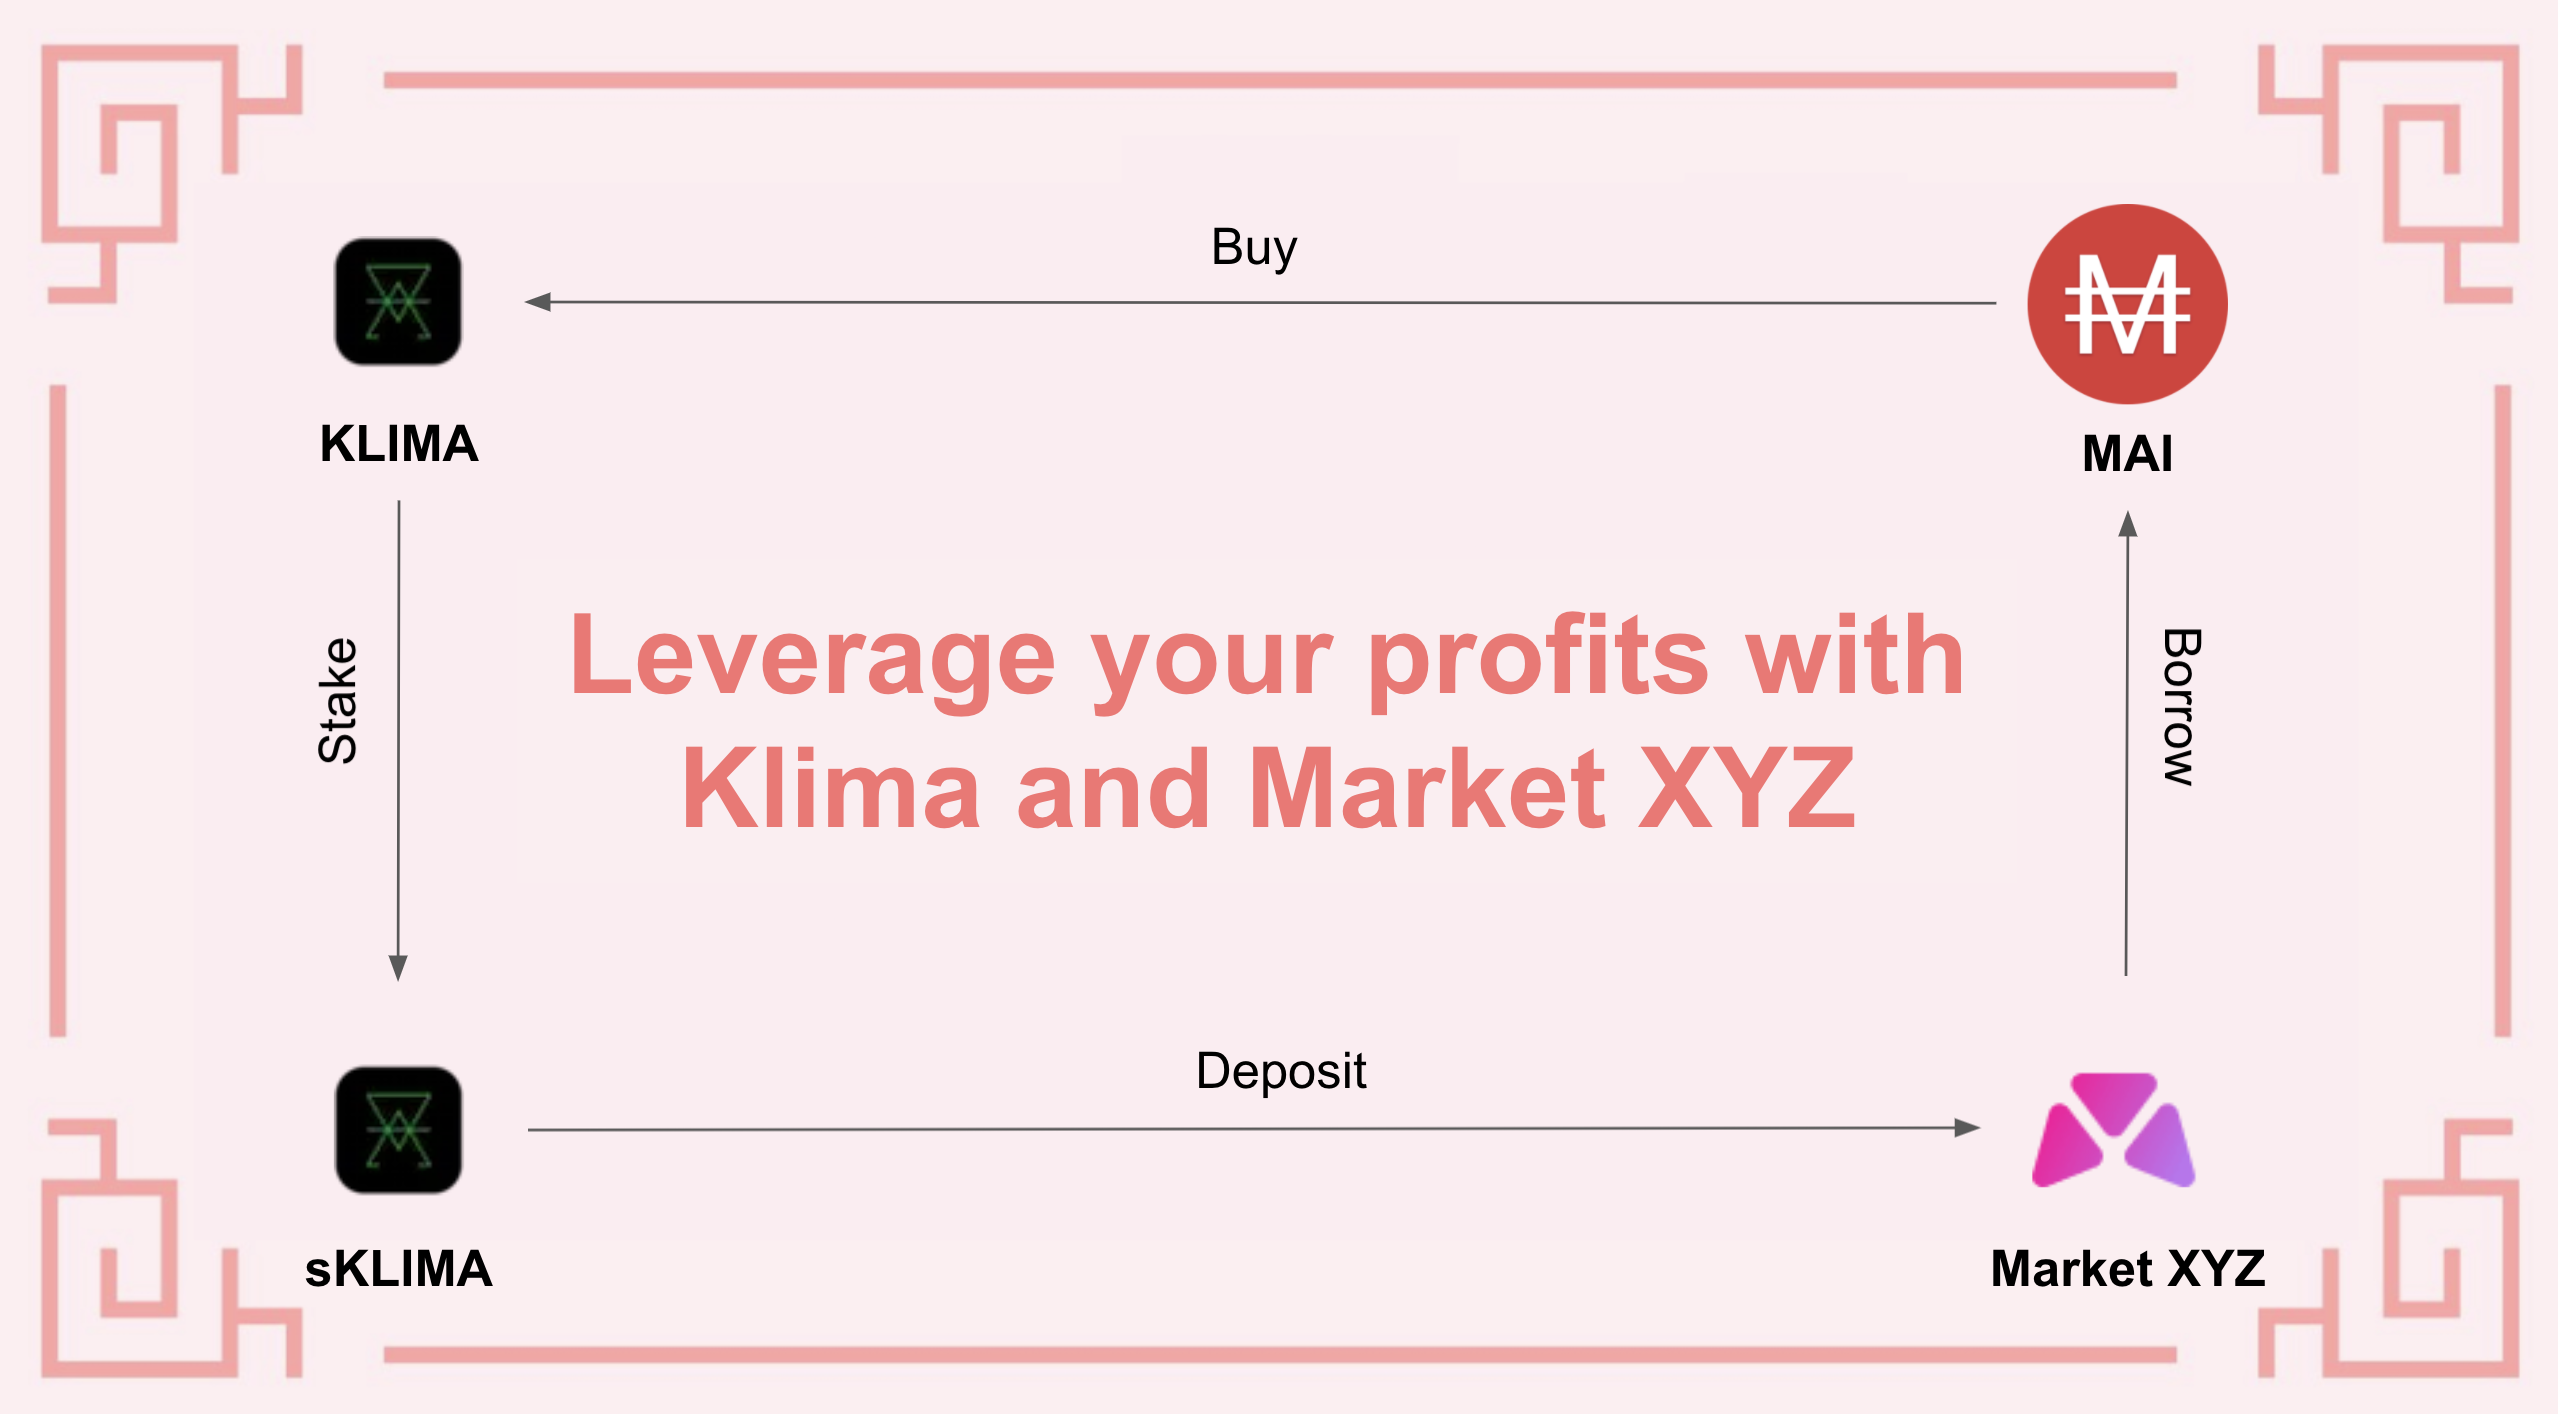 Buy
KLIMA
MAI
Stake
Leverage your profits with
Klima and Market XYZ
Borrow
Deposit
sKLIMA
Market XYZ